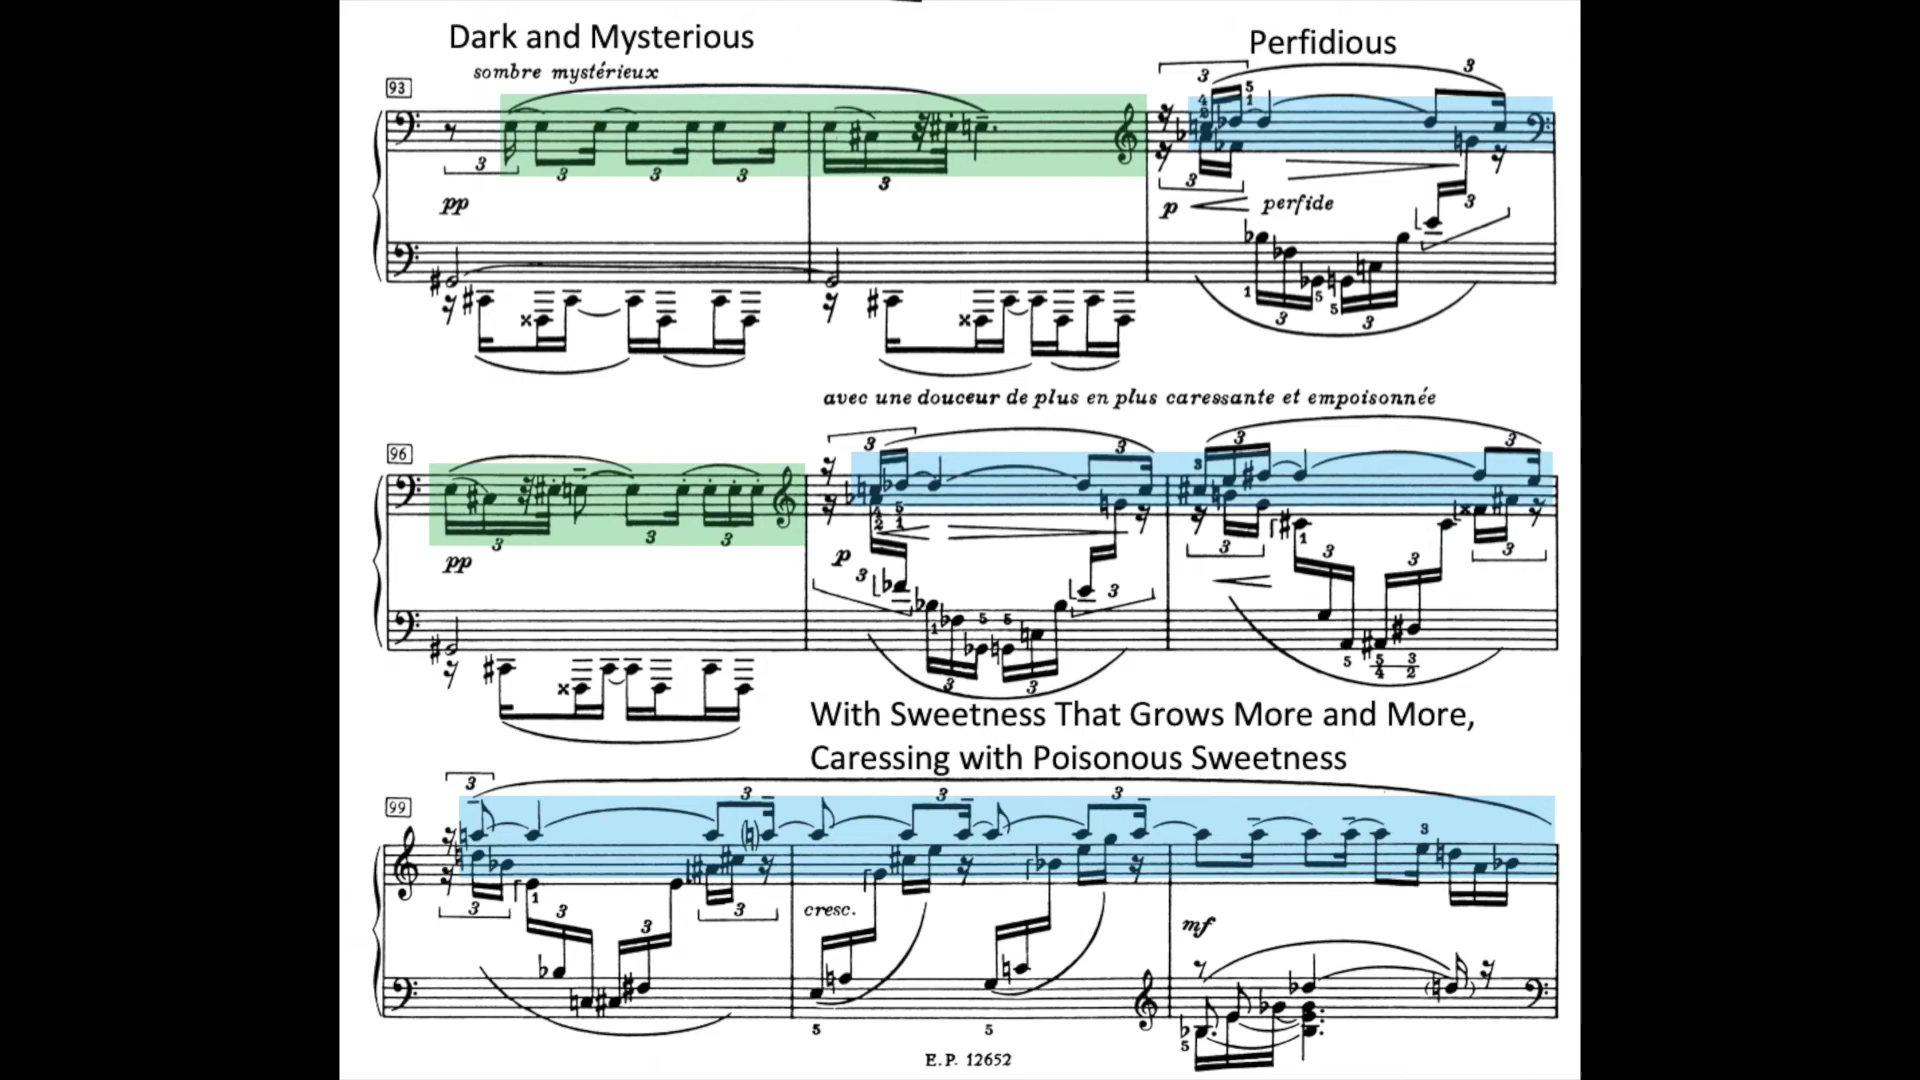 Dark and Mysterious
Perfidious
sombre mystérieux
93
pp
p
perfide
avec une douceur de plus en plus caressante et empoisonnée
96
pp
p
With Sweetness That Grows More and More,
Caressing with Poisonous Sweetness
99
cresc.
mf
E.P. 12652